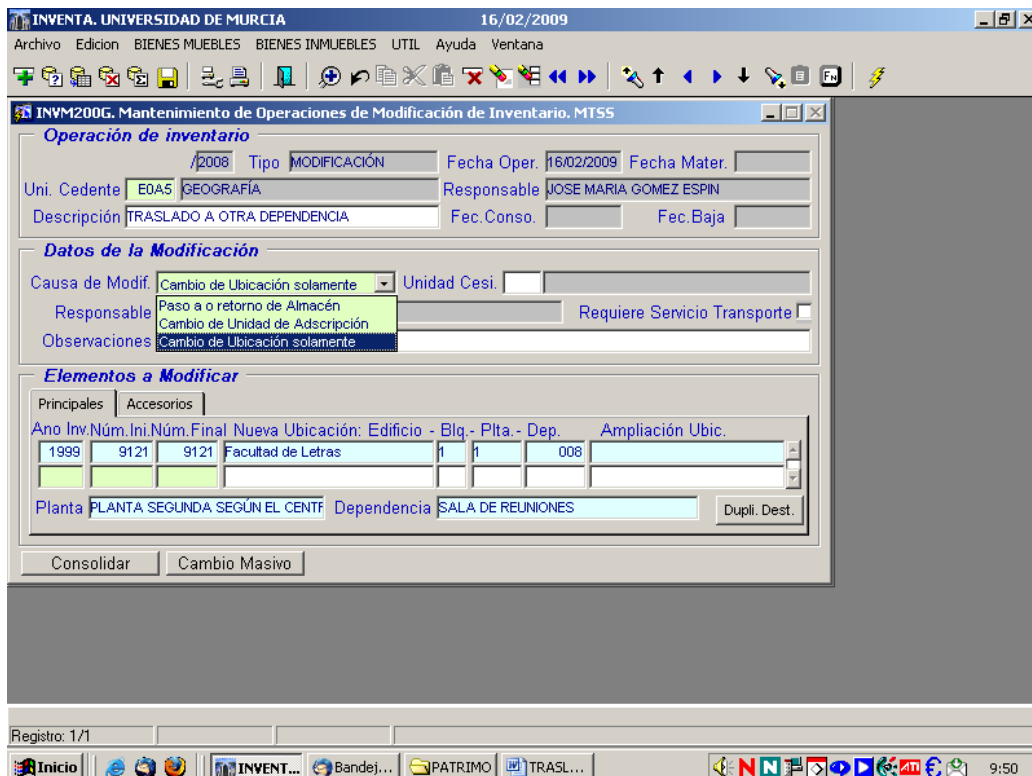 INVENTA. UNIVERSIDAD DE MURCIA 16/02/2009
Archivo Edicion BIENES MUEBLES BIENES INMUEBLES UTIL Ayuda Ventana
INVM200G. Mantenimiento de Operaciones de Modificación de Inventario. MTSS
Operación de inventario
/2008 Tipo MODIFICACIÓN Fecha Oper. 16/02/2009 Fecha Mater.
Uni. Cedente E0A5 GEOGRAFÍA Responsable JOSE MARIA GOMEZ ESPIN
Descripción TRASLADO A OTRA DEPENDENCIA Fec.Conso. Fec.Baja
Datos de la Modificación
Causa de Modif. Cambio de Ubicación solamente Unidad Cesi.
Paso a o retorno de Almacén
Responsable Cambio de Unidad de Adscripción Requiere Servicio Transporte
Observaciones Cambio de Ubicación solamente
Elementos a Modificar
Principales Accesorios
Ano Inv. Núm.Ini. Núm.Final Nueva Ubicación: Edificio - Blq.- Plta.- Dep. Ampliación Ubic.
1999 9121 9121 Facultad de Letras 1 1 008
Planta PLANTA SEGUNDA SEGÚN EL CENTF Dependencia SALA DE REUNIONES Dupli. Dest.
Consolidar Cambio Masivo
Registro: 1/1
Inicio INVENT... Bandej... PATRIMO TRASL... 9:50